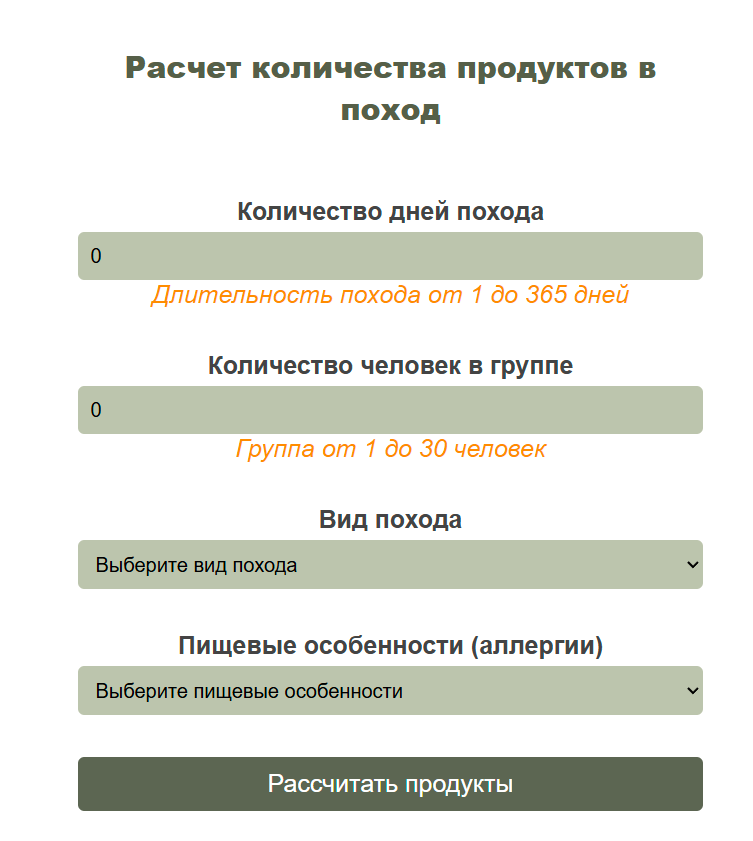 Расчет количества продуктов в
поход
Количество дней похода
0
Длительность похода от 1 до 365 дней
Количество человек в группе
0
Группа от 1 до 30 человек
Вид похода
Выберите вид похода
Пищевые особенности (аллергии)
Выберите пищевые особенности
Рассчитать продукты